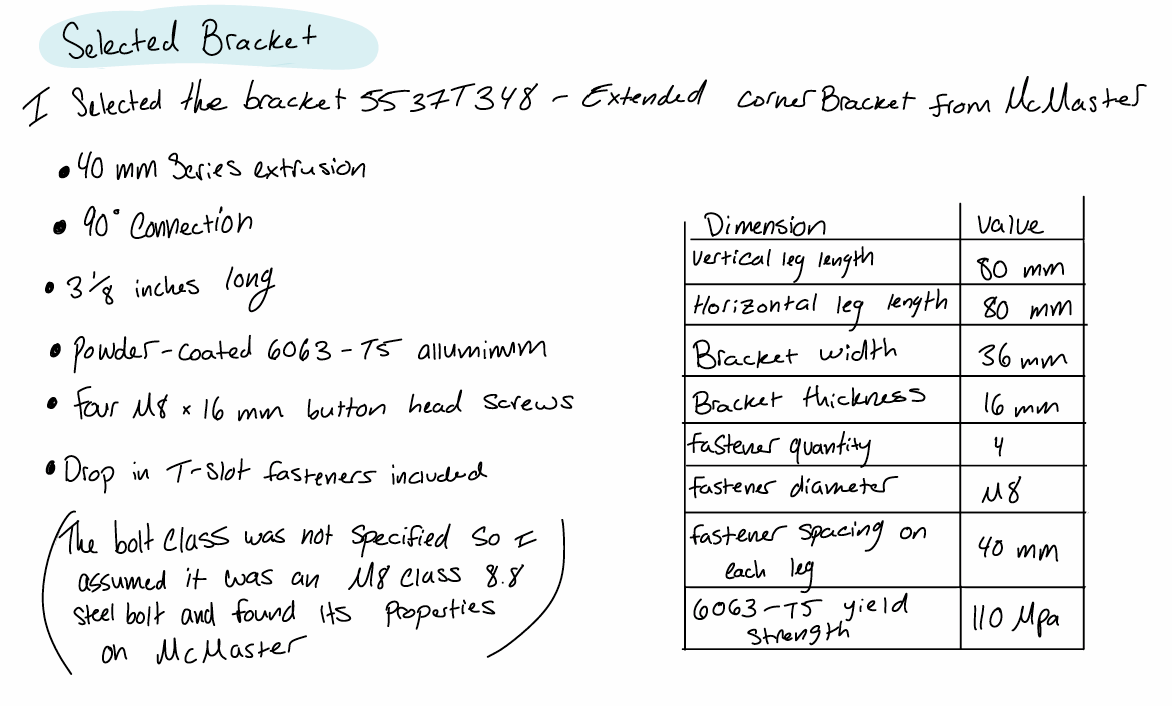 Selected Bracket
I Selected the bracket 5537T348 - Extended Corner Bracket from McMaster
• 40 mm Series extrusion
• 90° Connection
• 3 1/8 inches long
• Powder-coated 6063-T5 alluminum
• four M8 × 16 mm button head screws
• Drop in T-slot fasteners included
(The bolt class was not specified so I
assumed it was an M8 class 8.8
steel bolt and found its properties
on McMaster)
Dimension Value
Vertical leg length 80 mm
Horizontal leg length 80 mm
Bracket width 36 mm
Bracket thickness 16 mm
fastener quantity 4
fastener diameter M8
fastener spacing on
each leg 40 mm
6063-T5 yield
strength 110 Mpa